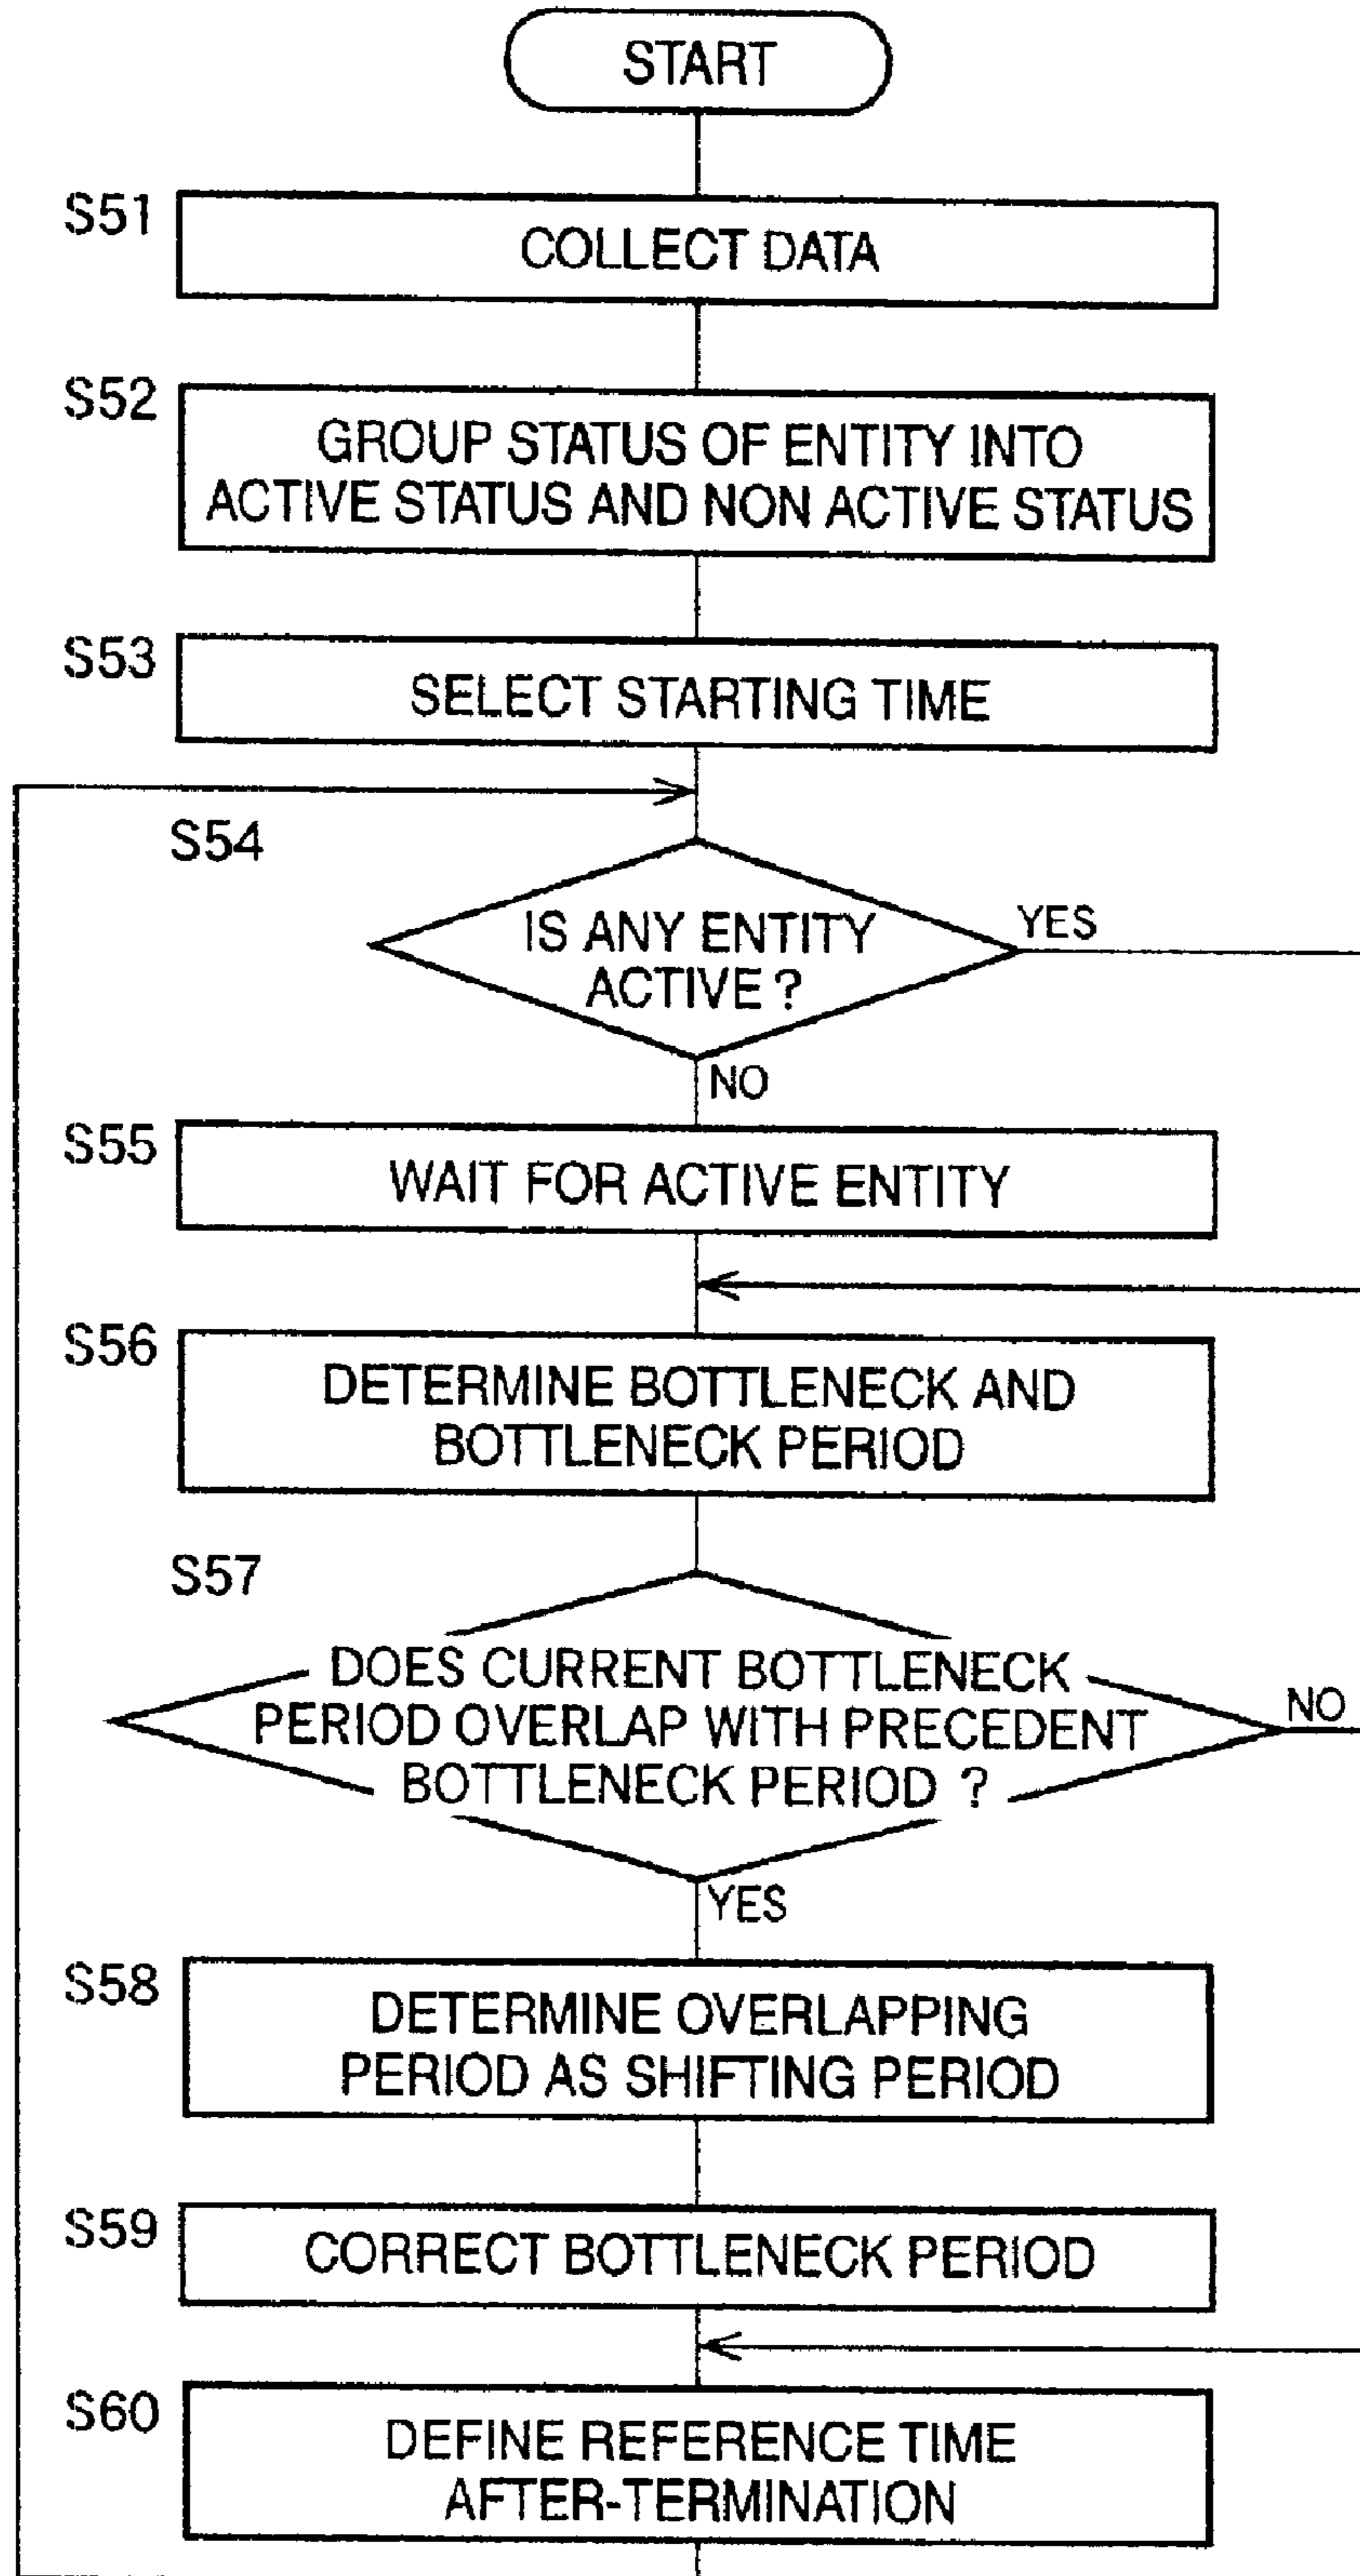 START
S51
COLLECT DATA
S52
GROUP STATUS OF ENTITY INTO
ACTIVE STATUS AND NON ACTIVE STATUS
S53
SELECT STARTING TIME
S54
IS ANY ENTITY
ACTIVE ?
YES
NO
S55
WAIT FOR ACTIVE ENTITY
S56
DETERMINE BOTTLENECK AND
BOTTLENECK PERIOD
S57
DOES CURRENT BOTTLENECK
PERIOD OVERLAP WITH PRECEDENT
BOTTLENECK PERIOD ?
NO
YES
S58
DETERMINE OVERLAPPING
PERIOD AS SHIFTING PERIOD
S59
CORRECT BOTTLENECK PERIOD
S60
DEFINE REFERENCE TIME
AFTER-TERMINATION